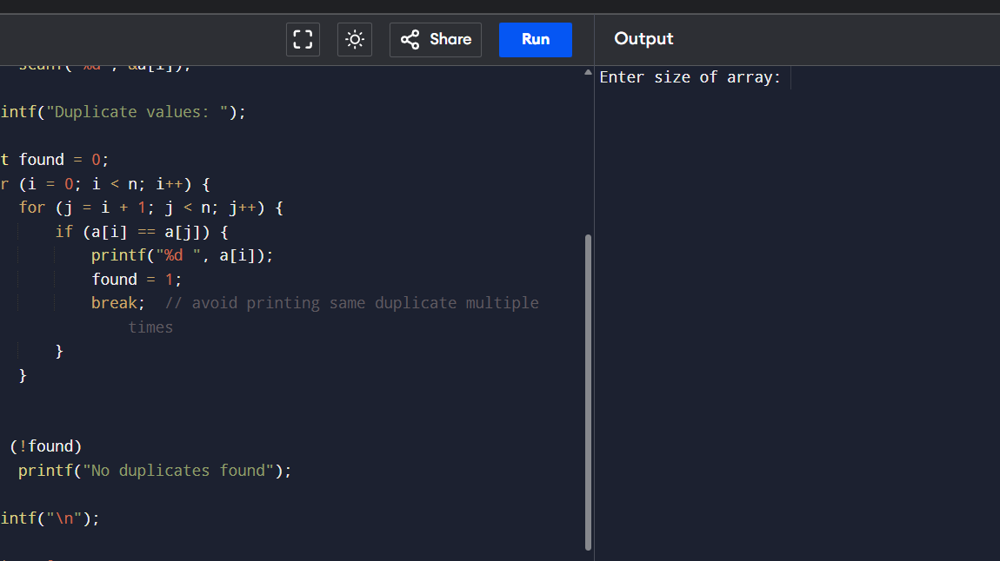 Share
Run
Output
scanf("%d", &a[i]);
Enter size of array:
intf("Duplicate values: ");
t found = 0;
r (i = 0; i < n; i++) {
for (j = i + 1; j < n; j++) {
if (a[i] == a[j]) {
printf("%d ", a[i]);
found = 1;
break;  // avoid printing same duplicate multiple
times
}
}
(!found)
printf("No duplicates found");
intf("\n");